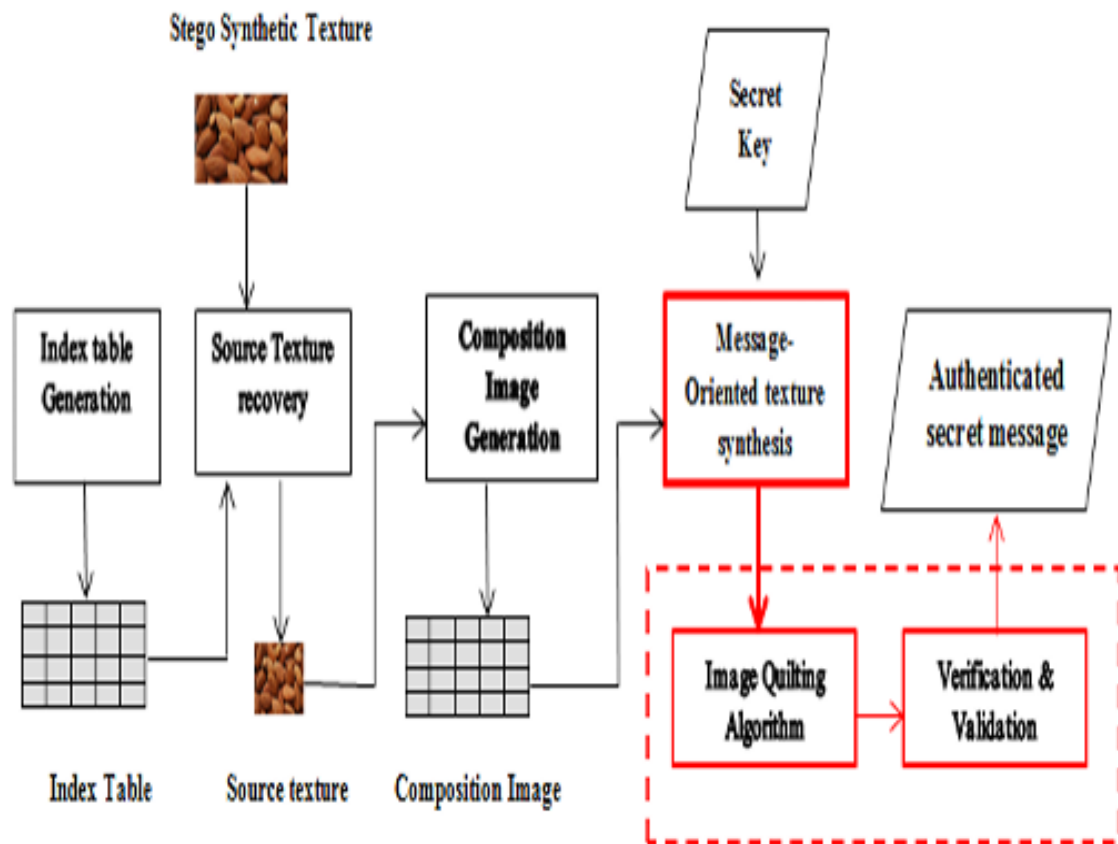 Stego Synthetic Texture
Secret
Key
Index table
Generation
Source Texture
recovery
Composition
Image
Generation
Message-
Oriented texture
synthesis
Authenticated
secret message
Image Quilting
Algorithm
Verification &
Validation
Index Table
Source texture
Composition Image